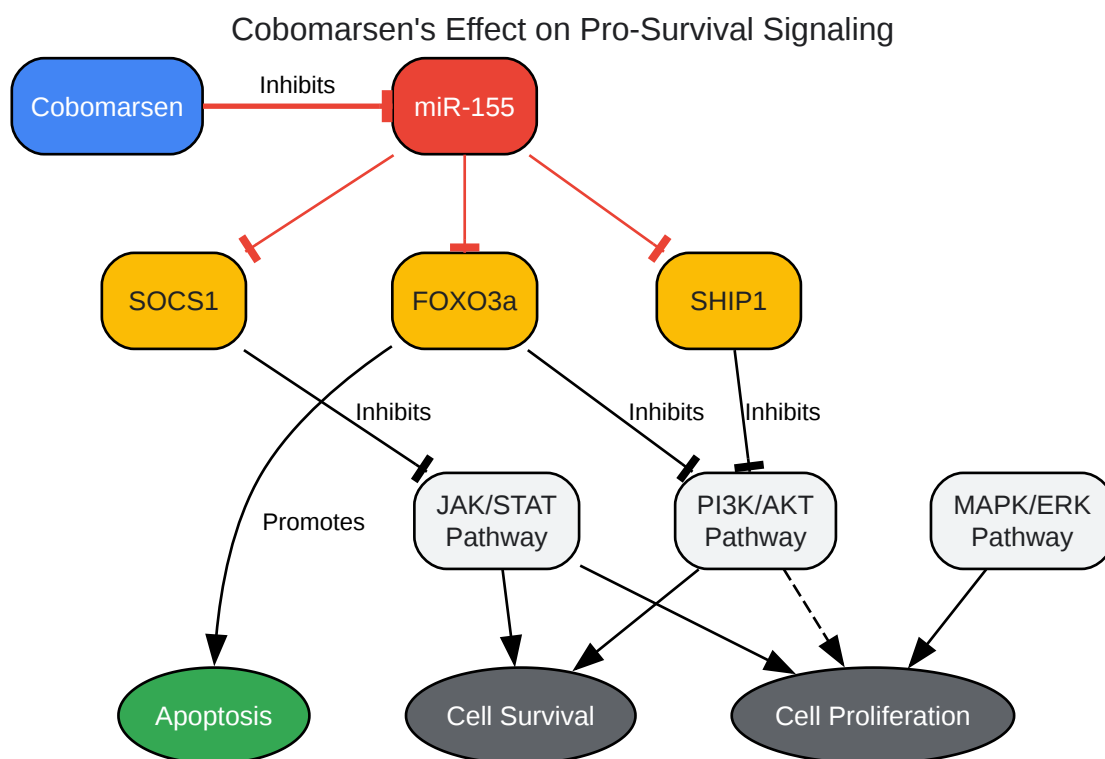 Cobomarsen's Effect on Pro-Survival Signaling
Cobomarsen
Inhibits
miR-155
SOCS1
FOXO3a
SHIP1
Inhibits
Inhibits
Inhibits
JAK/STAT
Pathway
PI3K/AKT
Pathway
MAPK/ERK
Pathway
Promotes
Apoptosis
Cell Survival
Cell Proliferation